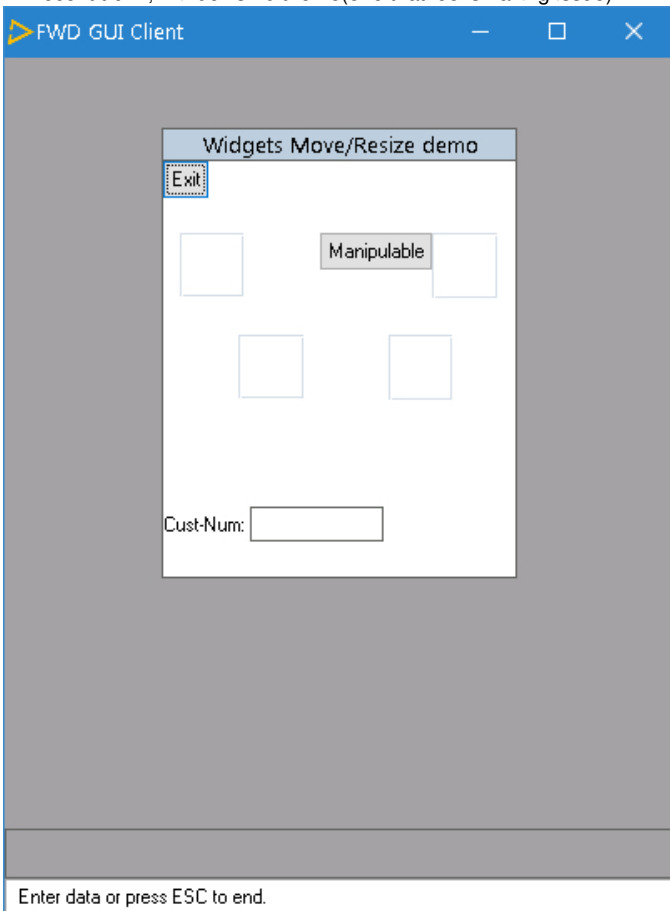 FWD GUI Client
Widgets Move/Resize demo
Exit
Manipulable
Cust-Num:
Enter data or press ESC to end.